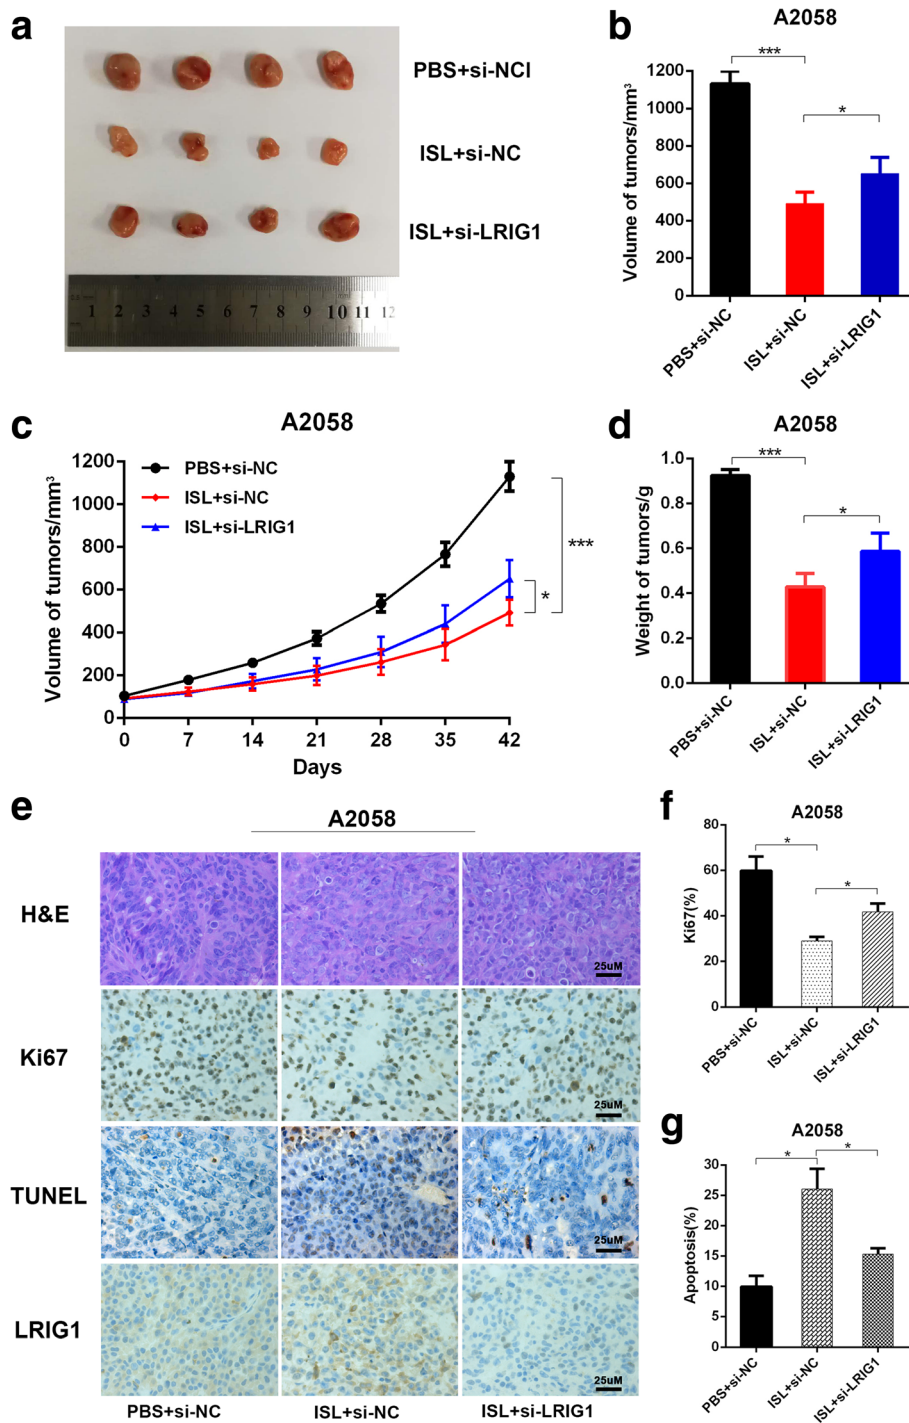 a
PBS+si-NCl
ISL+si-NC
ISL+si-LRIG1
1 2 3 4 5 6 7 8 9 10 11 12
b
A2058
***
*
Volume of tumors/mm³
1200
1000
800
600
400
200
0
PBS+si-NC
ISL+si-NC
ISL+si-LRIG1
c
A2058
PBS+si-NC
ISL+si-NC
ISL+si-LRIG1
Volume of tumors/mm³
1200
1000
800
600
400
200
0
0 7 14 21 28 35 42
Days
***
*
d
A2058
***
*
Weight of tumors/g
1.0
0.8
0.6
0.4
0.2
0.0
PBS+si-NC
ISL+si-NC
ISL+si-LRIG1
e
A2058
H&E
25uM
Ki67
25uM
TUNEL
25uM
LRIG1
25uM
PBS+si-NC ISL+si-NC ISL+si-LRIG1
f
A2058
*
*
Ki67(%)
80
60
40
20
0
PBS+si-NC
ISL+si-NC
ISL+si-LRIG1
g
A2058
* *
Apoptosis(%)
30
25
20
15
10
5
0
PBS+si-NC
ISL+si-NC
ISL+si-LRIG1